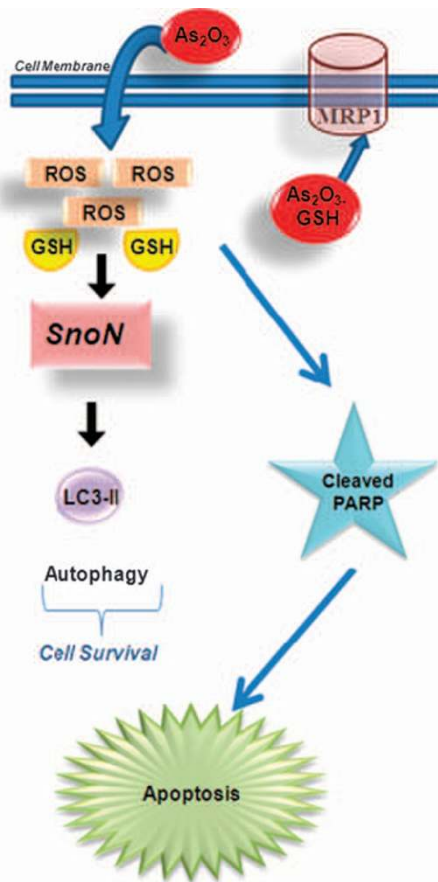 As₂O₃
Cell Membrane
MRP1
ROS ROS
ROS
As₂O₃-
GSH
GSH GSH
SnoN
Cleaved
PARP
LC3-II
Autophagy
Cell Survival
Apoptosis